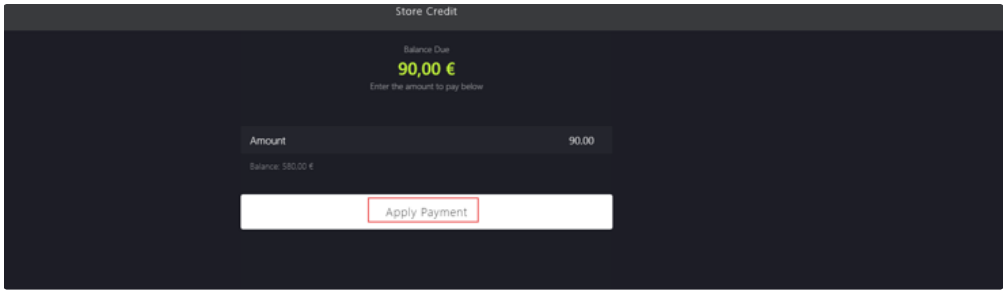 Store Credit
Balance Due
90,00 €
Enter the amount to pay below
Amount 90.00
Balance: 580,00 €
Apply Payment